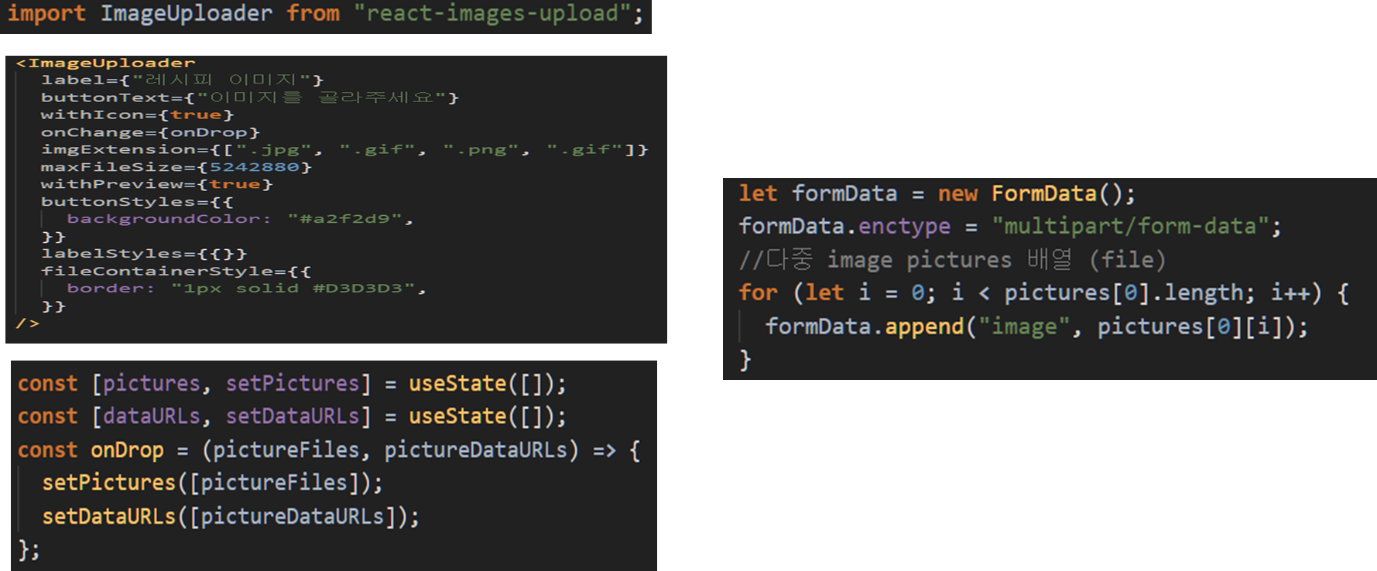 import ImageUploader from "react-images-upload";
<ImageUploader
label={"레시피 이미지"}
buttonText={"이미지를 골라주세요"}
withIcon={true}
onChange={onDrop}
imgExtension={[".jpg", ".gif", ".png", ".gif"]}
maxFileSize={5242880}
withPreview={true}
buttonStyles={{
backgroundColor: "#a2f2d9",
}}
labelStyles={{}}
fileContainerStyle={{
border: "1px solid #D3D3D3",
}}
/>
const [pictures, setPictures] = useState([]);
const [dataURLs, setDataURLs] = useState([]);
const onDrop = (pictureFiles, pictureDataURLs) => {
setPictures([pictureFiles]);
setDataURLs([pictureDataURLs]);
};
let formData = new FormData();
formData.enctype = "multipart/form-data";
//다중 image pictures 배열 (file)
for (let i = 0; i < pictures[0].length; i++) {
formData.append("image", pictures[0][i]);
}